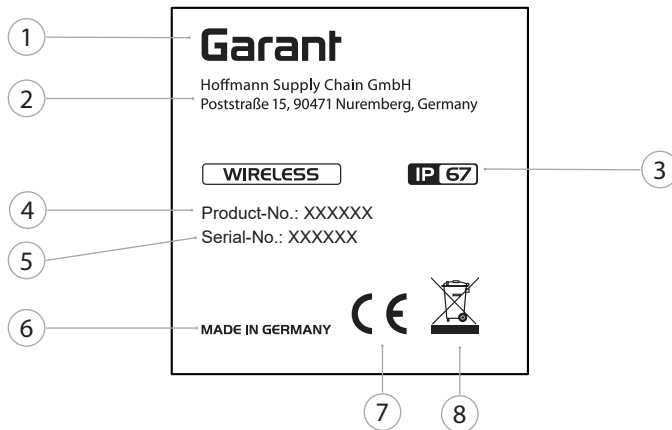 1
Garant
2
Hoffmann Supply Chain GmbH
Poststraße 15, 90471 Nuremberg, Germany
WIRELESS
IP 67
3
4
Product-No.: XXXXXX
5
Serial-No.: XXXXXX
6
MADE IN GERMANY
CE
7
8